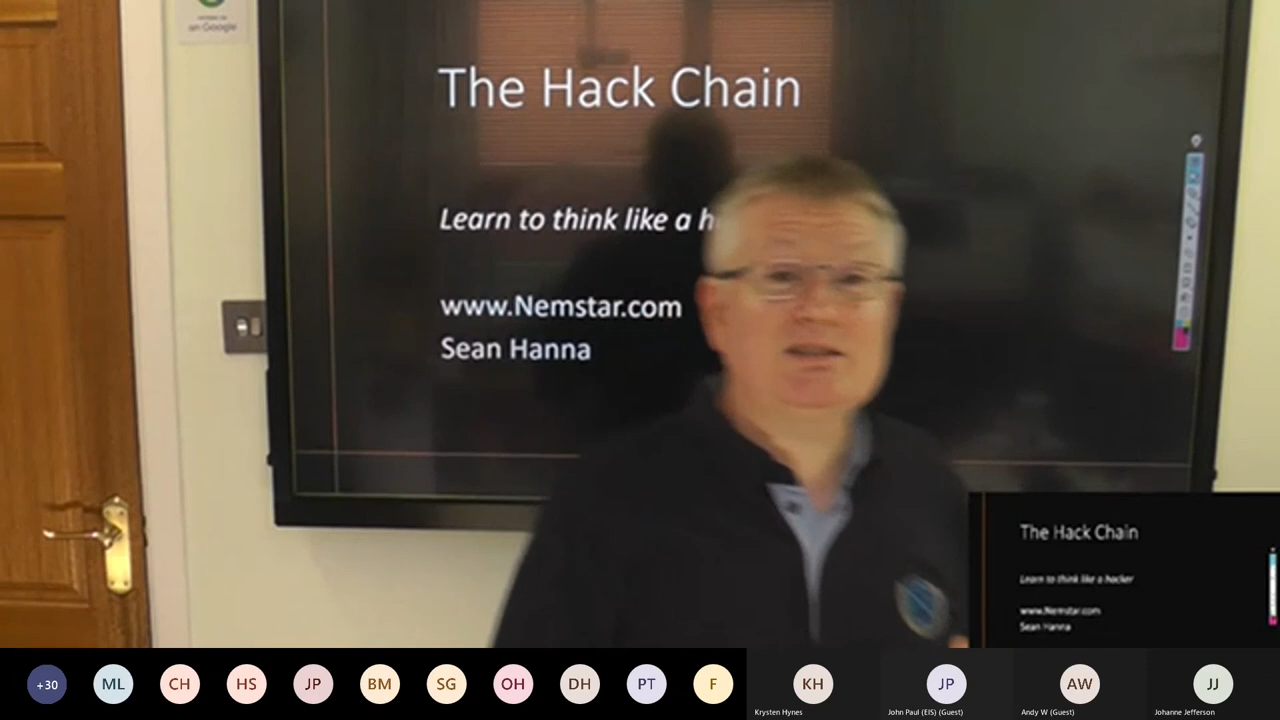 on Google
The Hack Chain
Learn to think like a h
www.Nemstar.com
Sean Hanna
The Hack Chain
Learn to think like a hacker
www.Nemstar.com
Sean Hanna
+30
ML
CH
HS
JP
BM
SG
OH
DH
PT
F
KH
JP
AW
JJ
Krysten Hynes
John Paul (EIS) (Guest)
Andy W (Guest)
Johanne Jefferson